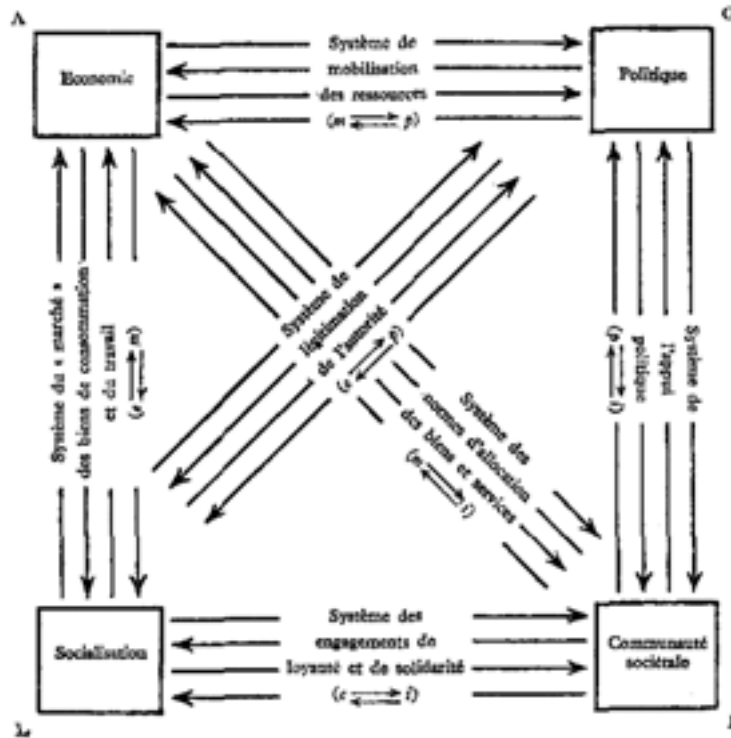 A
G
Economie
Système de
mobilisation
des ressources
(m ⇄ p)
Politique
Système du « marché »
des biens de consommation
et du travail
(e ⇄ m)
Système de
légitimation
de l'autorité
(c ⇄ p)
Système des
normes d'allocation
des biens et services
(m ⇄ i)
Système de
l'appui
politique
(p ⇄ i)
Socialisation
Système des
engagements de
loyauté et de solidarité
(c ⇄ i)
Communauté
sociétale
L